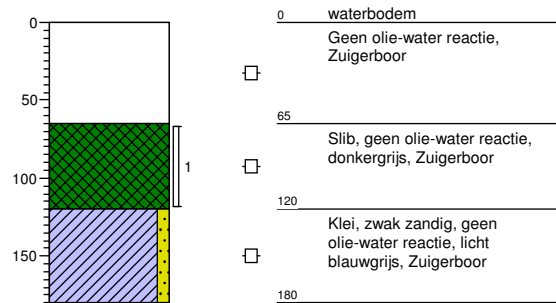 0
50
100
150
1
0 waterbodem
Geen olie-water reactie,
Zuigerboor
65
Slib, geen olie-water reactie,
donkergrijs, Zuigerboor
120
Klei, zwak zandig, geen
olie-water reactie, licht
blauwgrijs, Zuigerboor
180